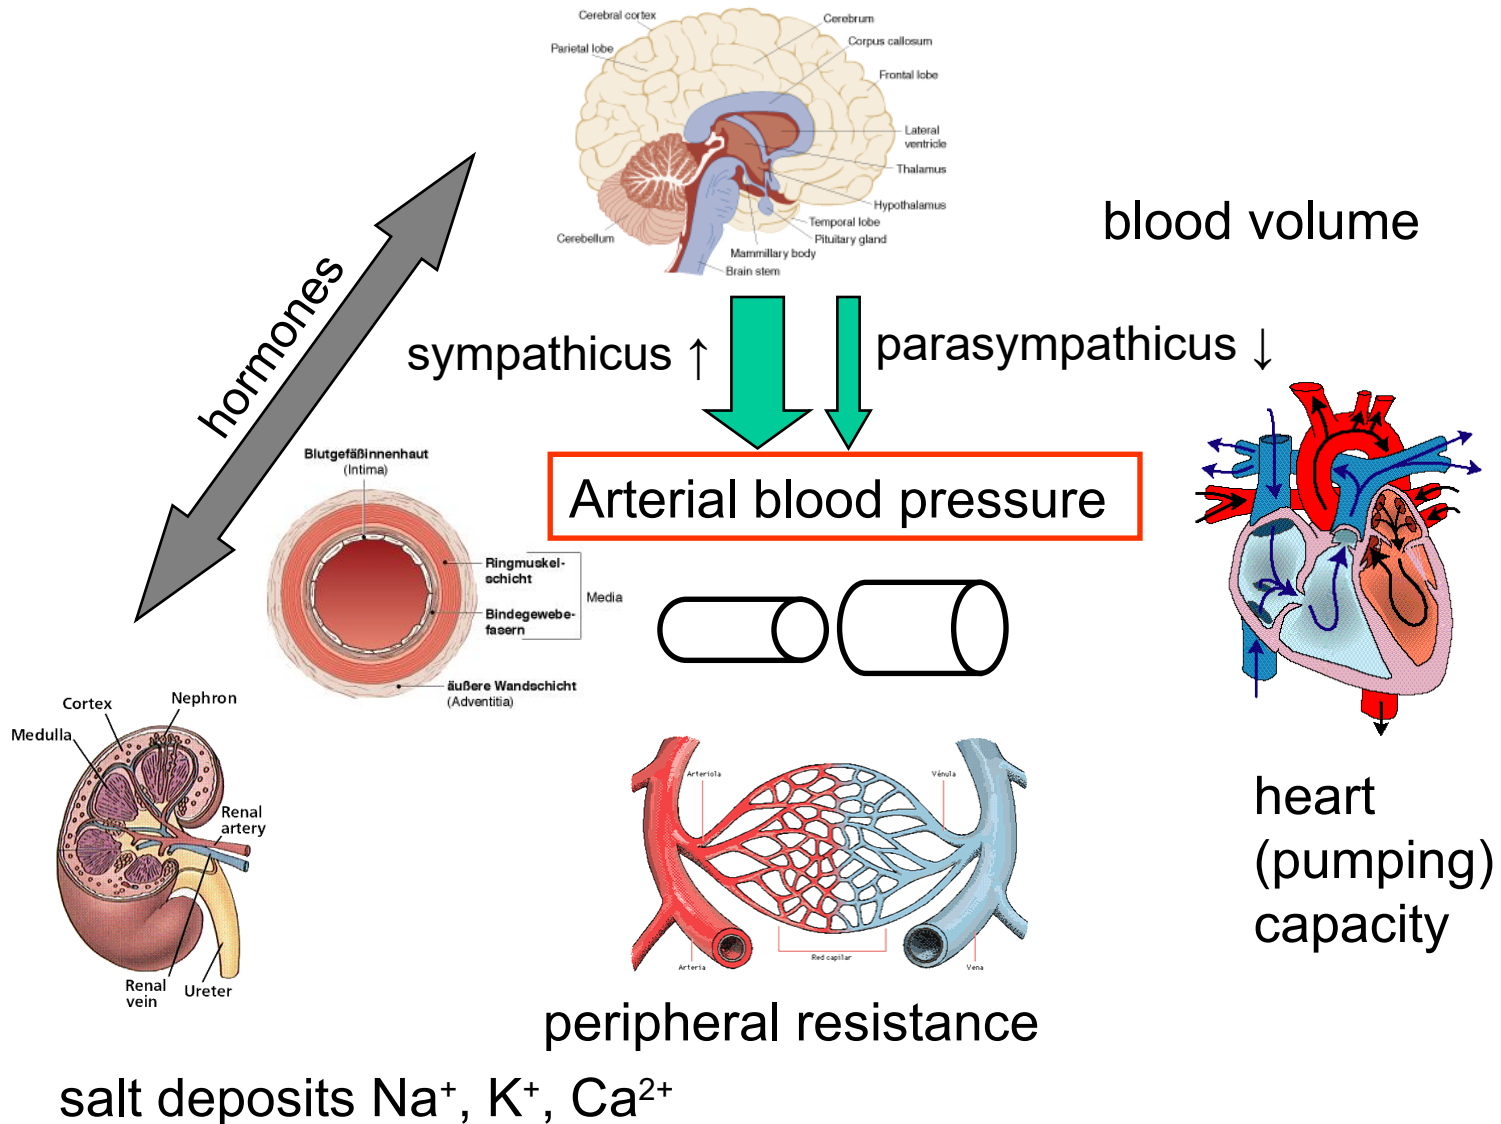 Cerebral cortex
Cerebrum
Corpus callosum
Parietal lobe
Frontal lobe
Lateral
ventricle
Thalamus
Hypothalamus
Temporal lobe
Pituitary gland
Cerebellum
Mammillary body
Brain stem
blood volume
hormones
sympathicus ↑
parasympathicus ↓
Blutgefäßinnenhaut
(Intima)
Arterial blood pressure
Ringmuskel-
schicht
Media
Bindegewebe-
fasern
äußere Wandschicht
(Adventitia)
Cortex
Nephron
Medulla
Renal
artery
Renal
vein
Ureter
Arteriola
Vénula
Red capilar
Arteria
Vena
heart
(pumping)
capacity
peripheral resistance
salt deposits Na⁺, K⁺, Ca²⁺